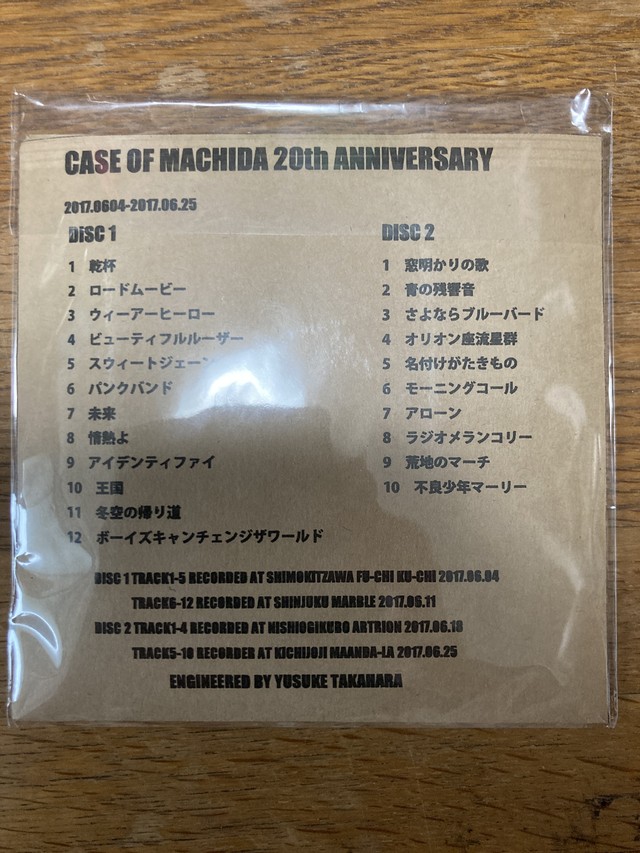 CASE OF MACHIDA 20th ANNIVERSARY
2017.0604-2017.06.25
DiSC 1
1 乾杯
2 ロードムービー
3 ウィーアーヒーロー
4 ビューティフルルーザー
5 スウィートジェーン
6 パンクバンド
7 未来
8 情熱よ
9 アイデンティファイ
10 王国
11 冬空の帰り道
12 ボーイズキャンチェンジザワールド
DISC 2
1 窓明かりの歌
2 青の残響音
3 さよならブルーバード
4 オリオン座流星群
5 名付けがたきもの
6 モーニングコール
7 アローン
8 ラジオメランコリー
9 荒地のマーチ
10 不良少年マーリー
DISC 1 TRACK1-5 RECORDED AT SHIMOKITZAWA FU-CHI KU-CHI 2017.06.04
TRACK6-12 RECORDED AT SHINJUKU MARBLE 2017.06.11
DISC 2 TRACK1-4 RECORDED AT NISHIOGIKUBO ARTRION 2017.06.18
TRACK5-10 RECORDER AT KICHIJOJI MAANDA-LA 2017.06.25
ENGINEERED BY YUSUKE TAKAHARA